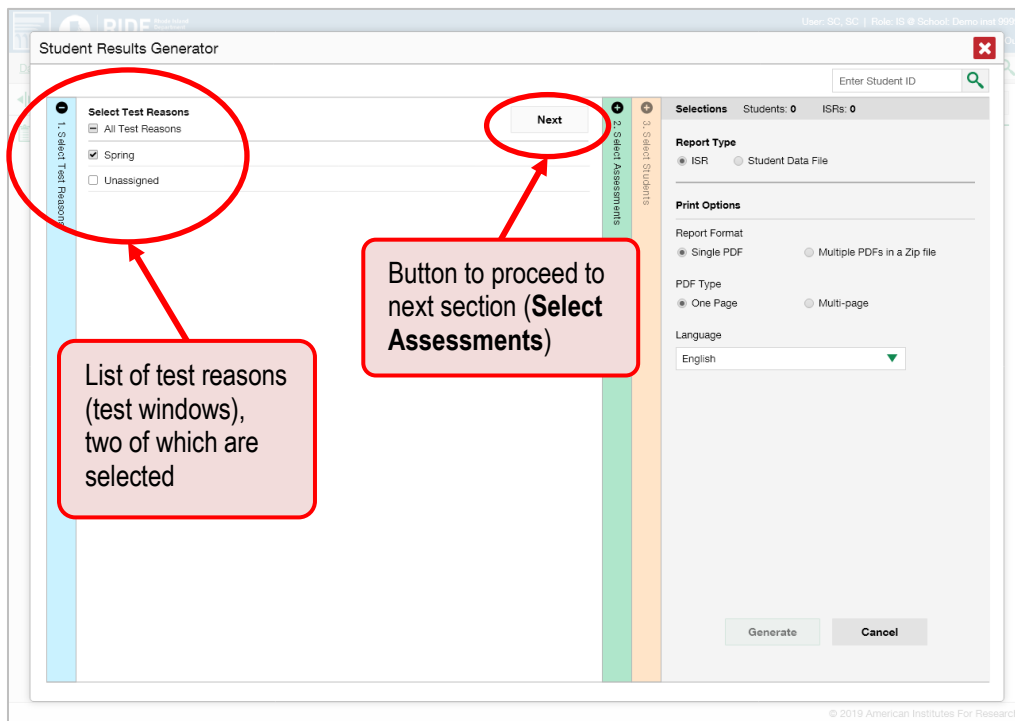 RIDE
User: SC, SC | Role: IS @ School: Demo Inst 999
Student Results Generator
Enter Student ID
1. Select Test Reasons
Select Test Reasons
All Test Reasons
Next
Spring
Unassigned
2. Select Assessments
3. Select Students
Selections Students: 0 ISRs: 0
Report Type
ISR Student Data File
Print Options
Report Format
Single PDF Multiple PDFs in a Zip file
PDF Type
One Page Multi-page
Language
English
Button to proceed to
next section (Select
Assessments)
List of test reasons
(test windows),
two of which are
selected
Generate Cancel
© 2019 American Institutes For Research